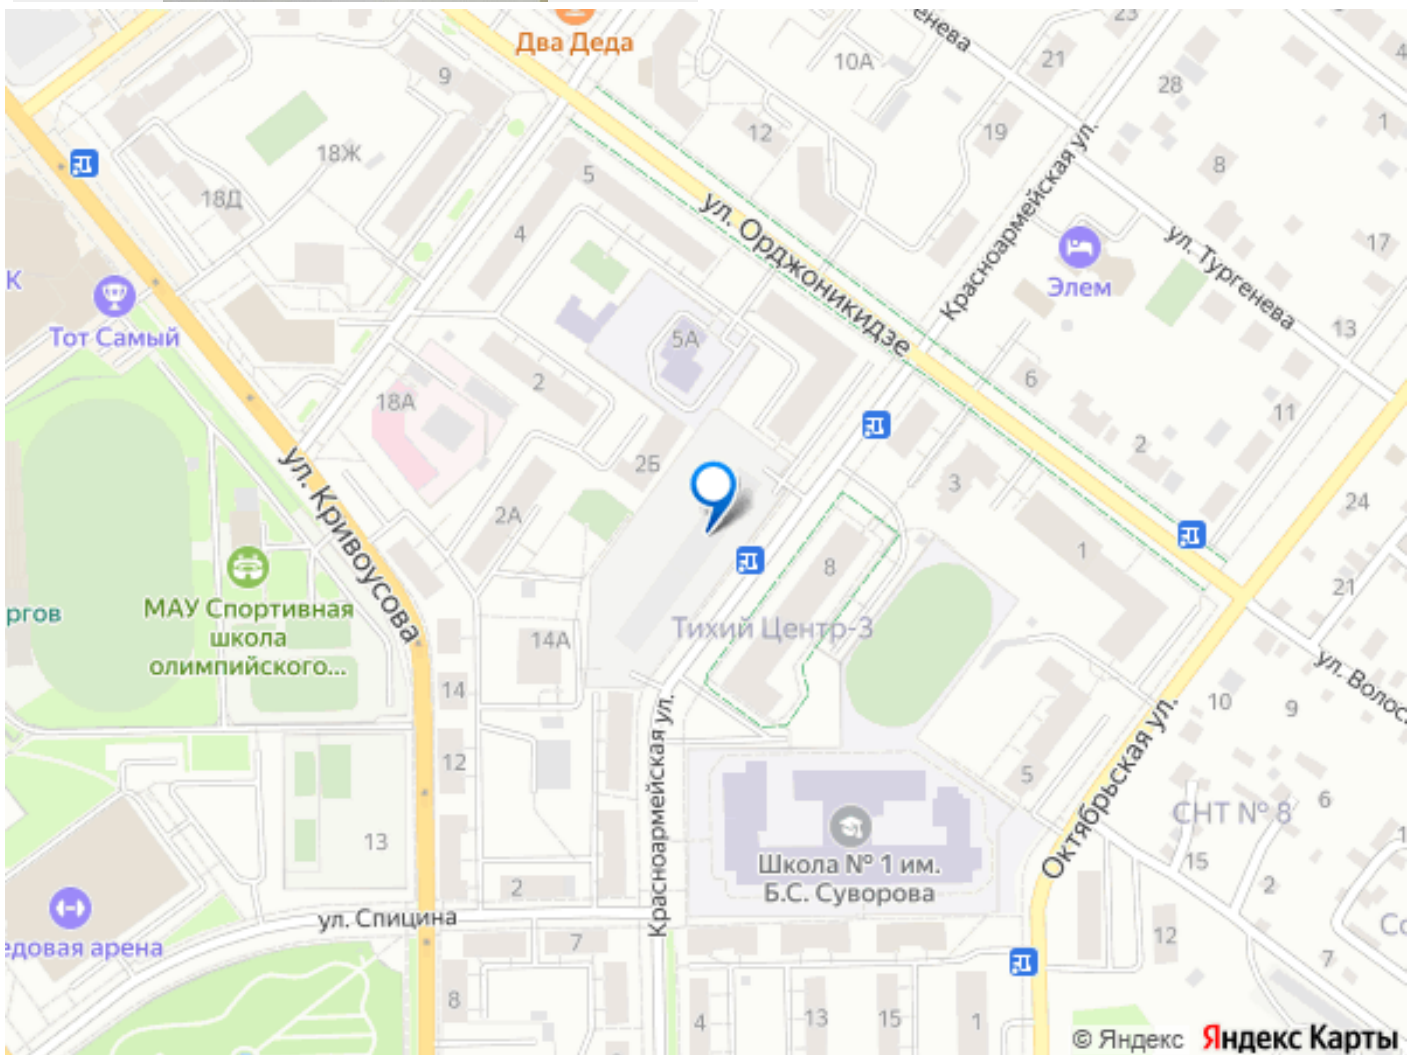 Два Деда
енева
23
10А
21
4
9
28
12
19
1
18Ж
Красноармейская ул.
8
18Д
5
ул. Орджоникидзе
4
17
К
Элем
ул. Тургенева
Тот Самый
5А
13
2
6
18А
11
2
2Б
3
24
ул. Кривоусова
2А
1
8
21
МАУ Спортивная
школа
олимпийского...
ргов
14А
Тихий Центр-3
ул. Волос
14
10
9
Красноармейская ул.
12
5
Октябрьская ул.
6
СНТ № 8
13
1
Школа № 1 им.
Б.С. Суворова
15
2
2
ул. Спицина
Со
едовая арена
7
12
7
8
4
13
15
1
© Яндекс Яндекс Карты